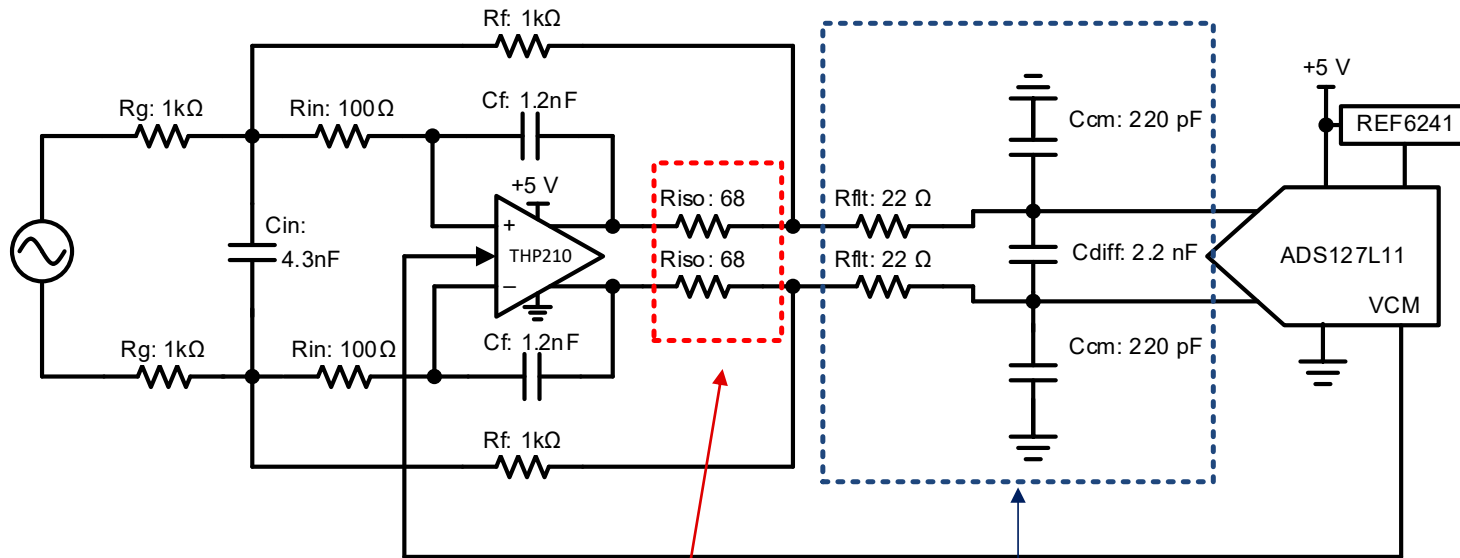 Rf: 1kΩ
+5 V
REF6241
Rg: 1kΩ
Rin: 100Ω
Cf: 1.2nF
Ccm: 220 pF
+5 V
Riso: 68
Rflt: 22 Ω
+
Cin:
4.3nF
THP210
Cdiff: 2.2 nF
ADS127L11
Riso: 68
Rflt: 22 Ω
–
VCM
Rg: 1kΩ
Rin: 100Ω
Cf: 1.2nF
Ccm: 220 pF
Rf: 1kΩ